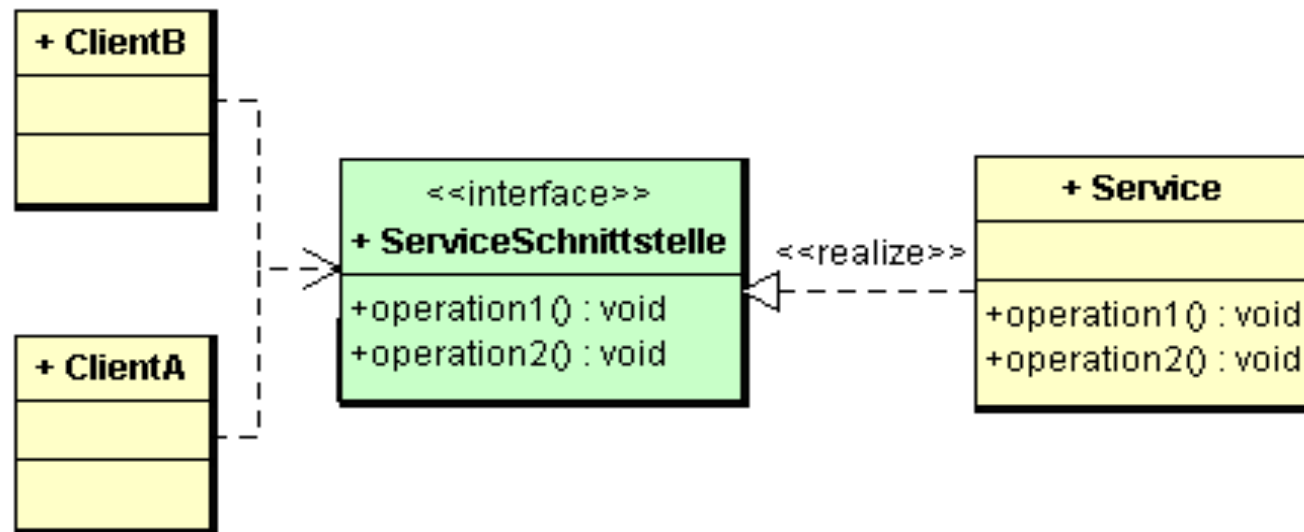 + ClientB
<<interface>>
+ ServiceSchnittstelle
+operation1() : void
+operation2() : void
<<realize>>
+ Service
+operation1() : void
+operation2() : void
+ ClientA